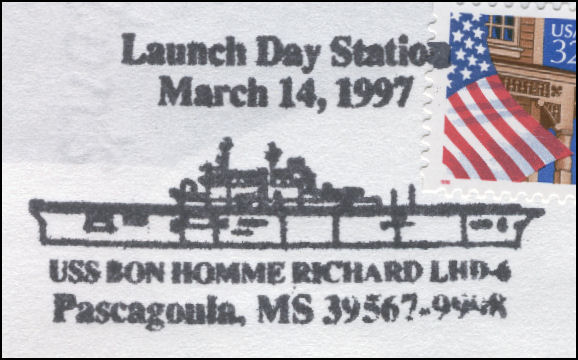 Launch Day Station
March 14, 1997
USA
32
USS BON HOMME RICHARD LHD-6
Pascagoula, MS 39567-9998